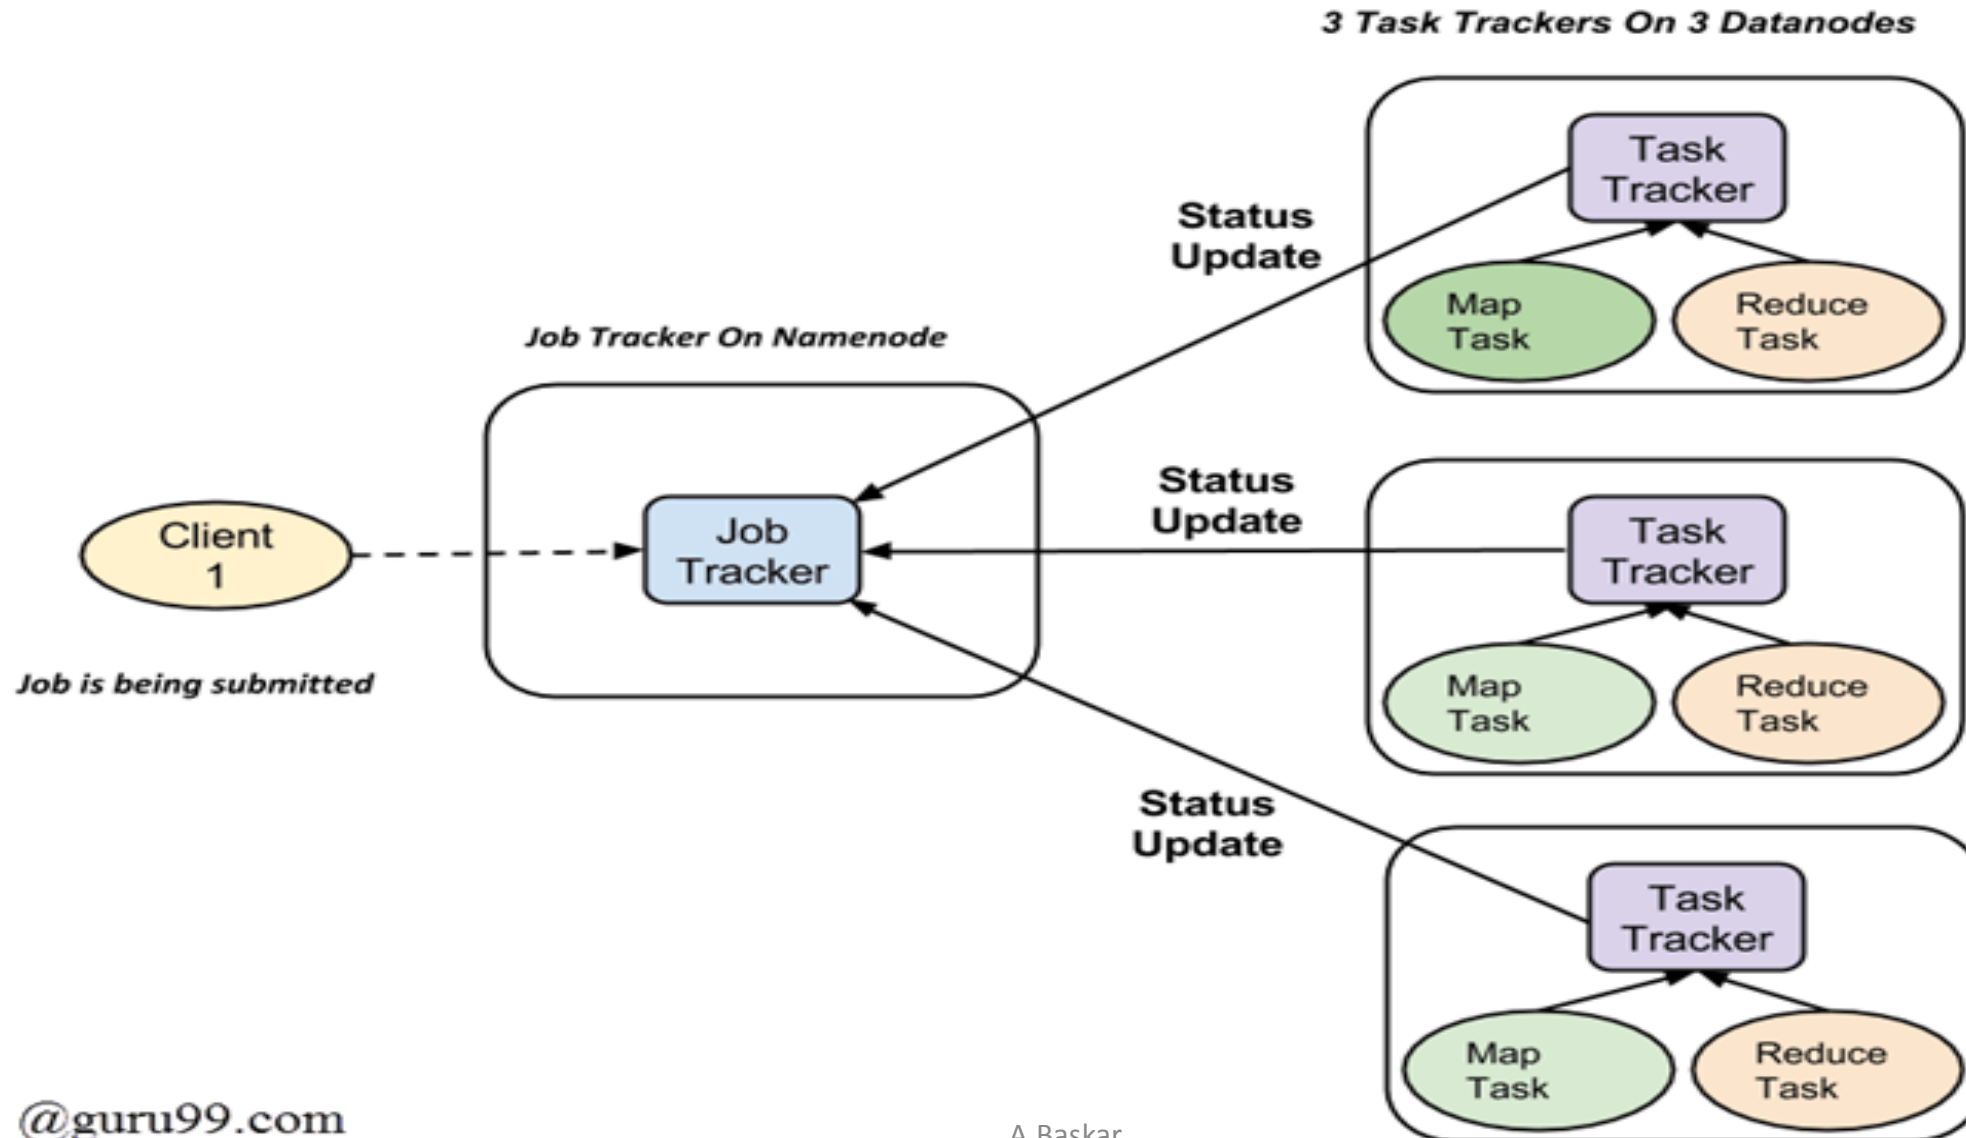 3 Task Trackers On 3 Datanodes
Task
Tracker
Status
Update
Map
Task
Reduce
Task
Job Tracker On Namenode
Client
1
Job
Tracker
Status
Update
Task
Tracker
Map
Task
Reduce
Task
Job is being submitted
Status
Update
Task
Tracker
Map
Task
Reduce
Task
@guru99.com
A.Baskar